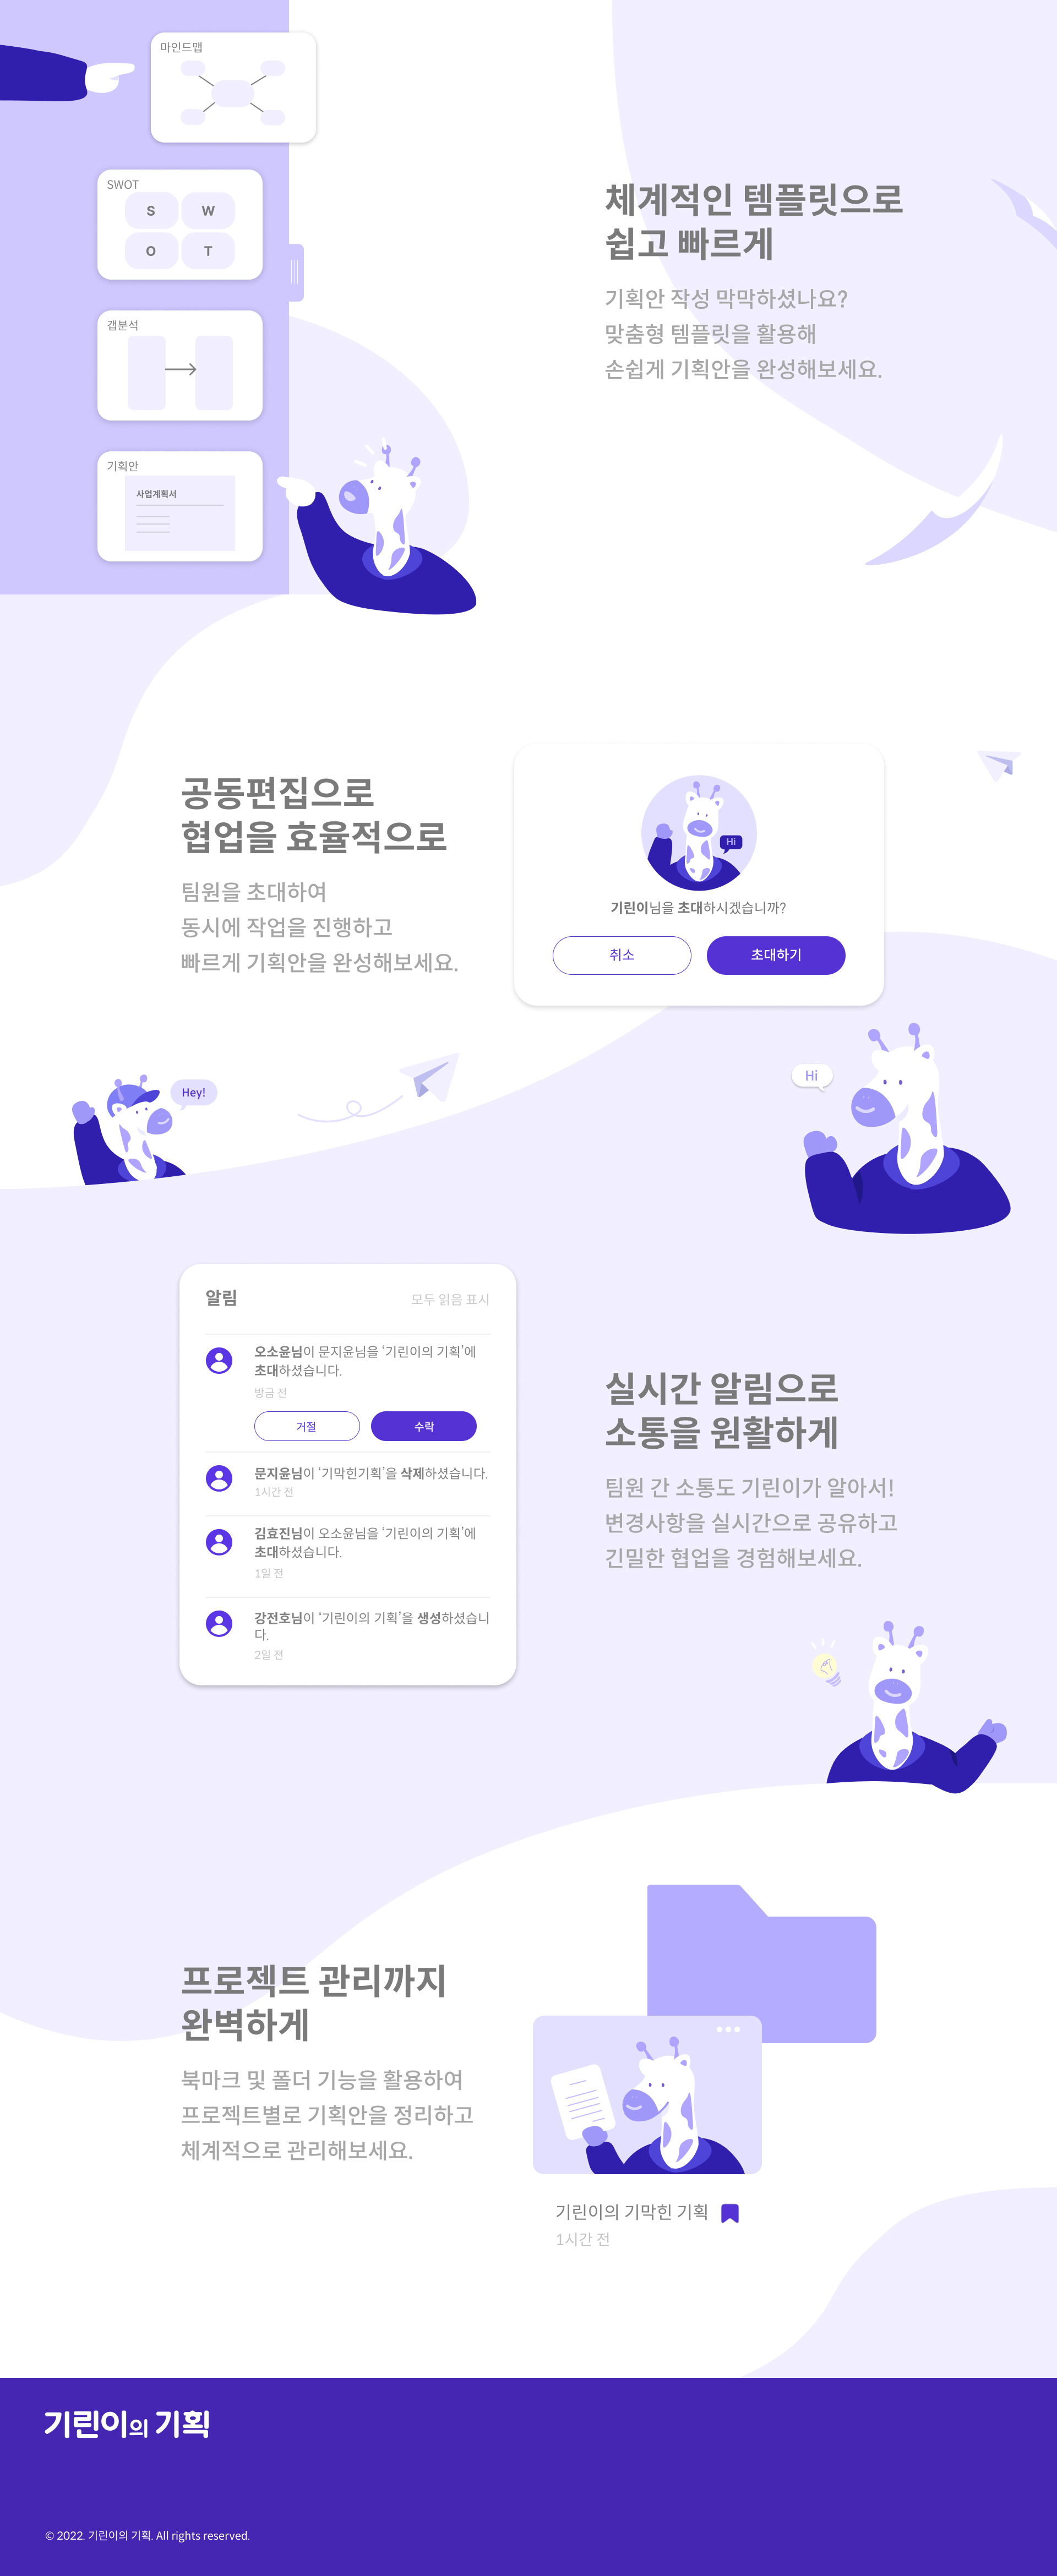 마인드맵
SWOT
S W
O T
갭분석
기획안
사업계획서
체계적인 템플릿으로
쉽고 빠르게
기획안 작성 막막하셨나요?
맞춤형 템플릿을 활용해
손쉽게 기획안을 완성해보세요.
공동편집으로
협업을 효율적으로
팀원을 초대하여
동시에 작업을 진행하고
빠르게 기획안을 완성해보세요.
Hi
기린이님을 초대하시겠습니까?
취소 초대하기
Hey!
Hi
알림 모두 읽음 표시
오소윤님이 문지윤님을 ‘기린이의 기획’에
초대하셨습니다.
방금 전
거절 수락
문지윤님이 ‘기막힌기획’을 삭제하셨습니다.
1시간 전
김효진님이 오소윤님을 ‘기린이의 기획’에
초대하셨습니다.
1일 전
강전호님이 ‘기린이의 기획’을 생성하셨습니
다.
2일 전
실시간 알림으로
소통을 원활하게
팀원 간 소통도 기린이가 알아서!
변경사항을 실시간으로 공유하고
긴밀한 협업을 경험해보세요.
프로젝트 관리까지
완벽하게
북마크 및 폴더 기능을 활용하여
프로젝트별로 기획안을 정리하고
체계적으로 관리해보세요.
기린이의 기막힌 기획
1시간 전
기린이의 기획
© 2022. 기린이의 기획. All rights reserved.